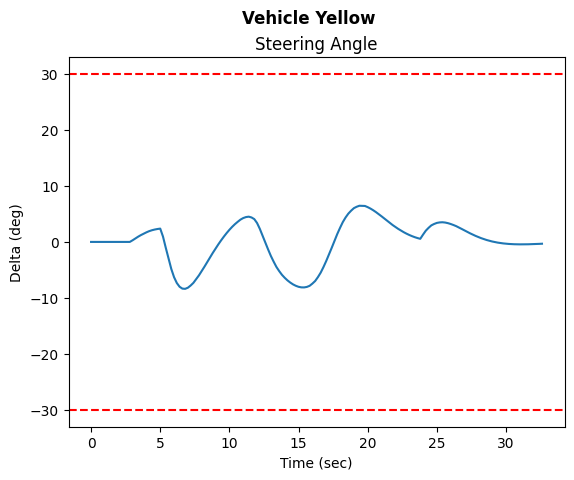 Vehicle Yellow
Steering Angle
30
20
10
0
−10
−20
−30
Delta (deg)
0 5 10 15 20 25 30
Time (sec)